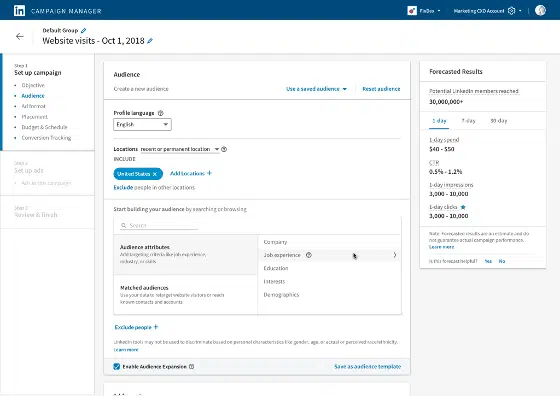 in CAMPAIGN MANAGER
FixDex
Marketing CXO Account
Default Group
Website visits - Oct 1, 2018
Step 1
Set up campaign
Objective
Audience
Ad format
Placement
Budget & Schedule
Conversion Tracking
Step 2
Set up ads
Ads in this campaign
Step 3
Review & finish
Audience
Create a new audience
Use a saved audience
Reset audience
Profile language
English
Locations recent or permanent location
INCLUDE
United States
Add Locations +
Exclude people in other locations
Start building your audience by searching or browsing
Search
Audience attributes
Add targeting criteria like job experience,
industry, or skills
Matched audiences
Use your data to retarget website visitors or reach
known contacts and accounts
Company
Job experience
Education
Interests
Demographics
Exclude people +
LinkedIn tools may not be used to discriminate based on personal characteristics like gender, age, or actual or perceived race/ethnicity.
Learn more
Enable Audience Expansion
Save as audience template
Forecasted Results
Potential LinkedIn members reached
30,000,000+
1-day
7-day
30-day
1-day spend
$40 - $50
CTR
0.5% - 1.2%
1-day impressions
3,000 - 10,000
1-day clicks
3,000 - 10,000
Note: Forecasted results are an estimate and do
not guarantee actual campaign performance.
Learn more
Is this forecast helpful? Yes No